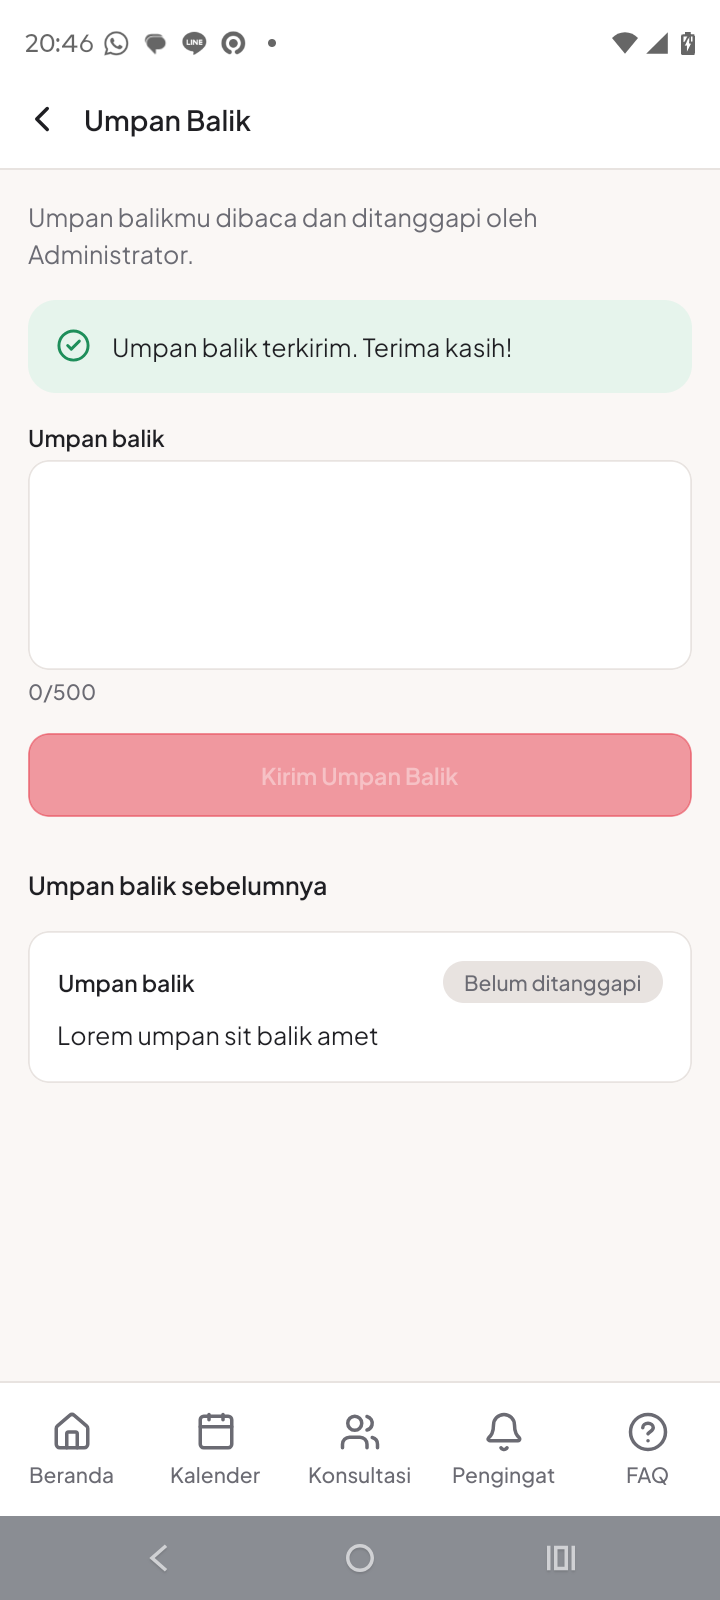 20:46
LINE
Umpan Balik
Umpan balikmu dibaca dan ditanggapi oleh
Administrator.
Umpan balik terkirim. Terima kasih!
Umpan balik
0/500
Kirim Umpan Balik
Umpan balik sebelumnya
Umpan balik
Belum ditanggapi
Lorem umpan sit balik amet
Beranda
Kalender
Konsultasi
Pengingat
FAQ